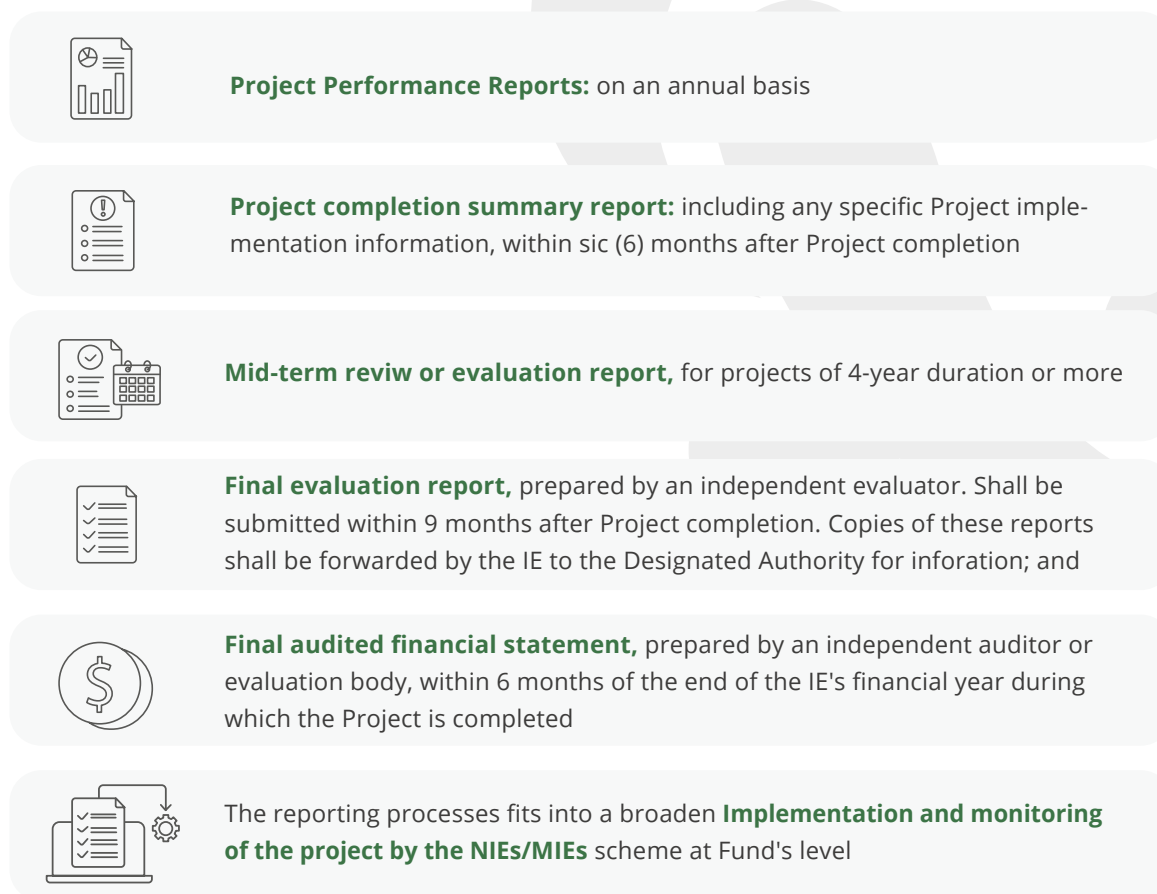 Project Performance Reports: on an annual basis
Project completion summary report: including any specific Project imple-
mentation information, within sic (6) months after Project completion
Mid-term reviw or evaluation report, for projects of 4-year duration or more
Final evaluation report, prepared by an independent evaluator. Shall be
submitted within 9 months after Project completion. Copies of these reports
shall be forwarded by the IE to the Designated Authority for inforation; and
Final audited financial statement, prepared by an independent auditor or
evaluation body, within 6 months of the end of the IE's financial year during
which the Project is completed
The reporting processes fits into a broaden Implementation and monitoring
of the project by the NIEs/MIEs scheme at Fund's level